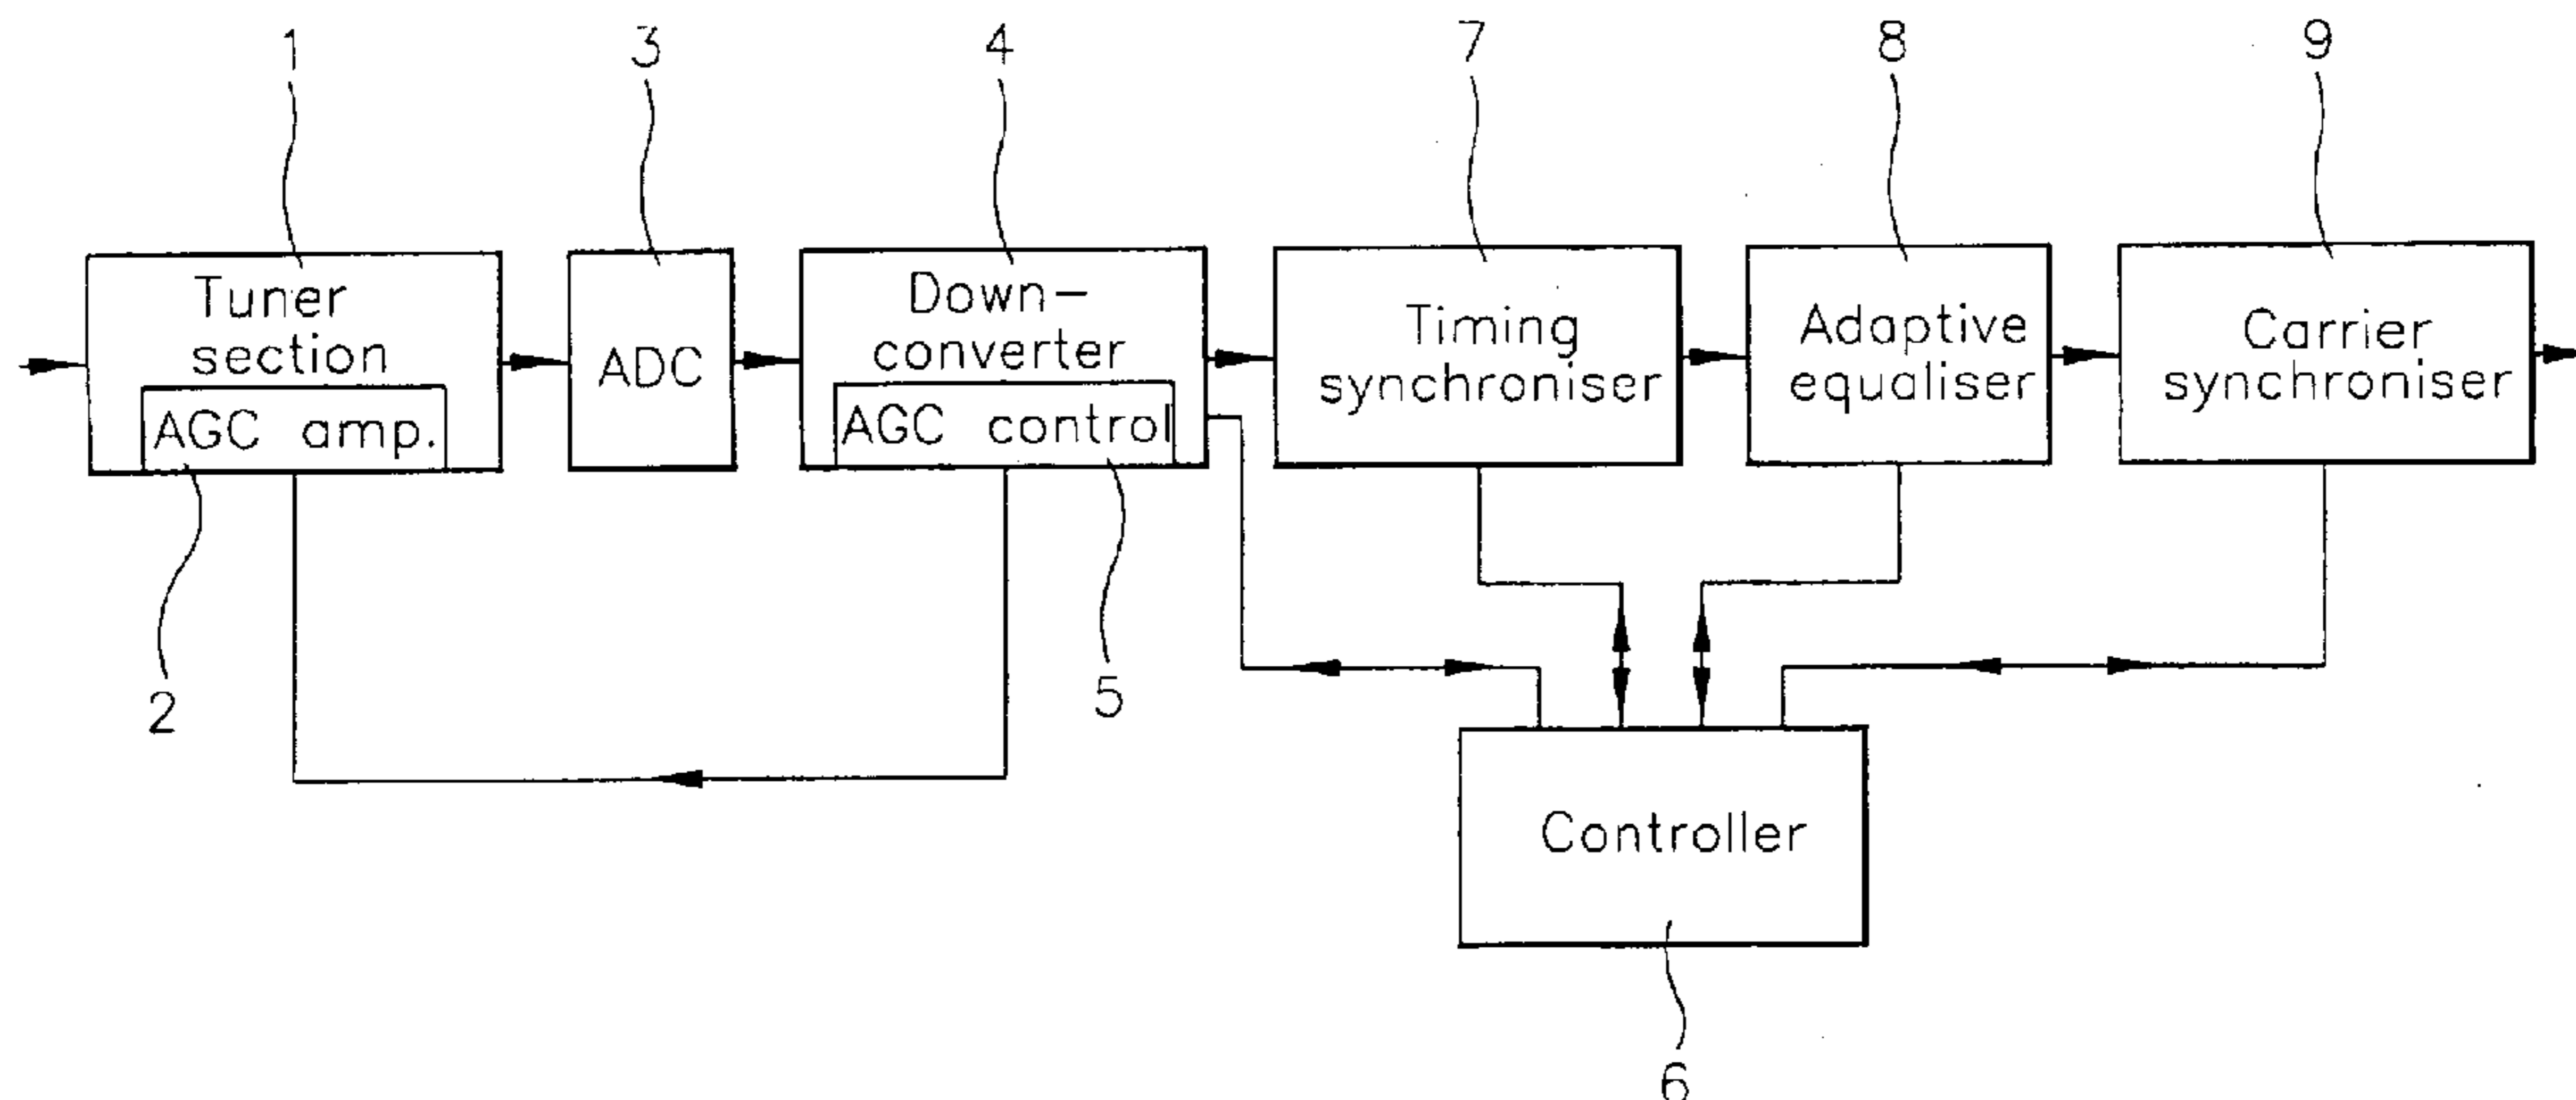 1
3
4
7
8
9
Tuner
section
AGC amp.
ADC
Down-
converter
AGC control
Timing
synchroniser
Adaptive
equaliser
Carrier
synchroniser
2
5
Controller
6